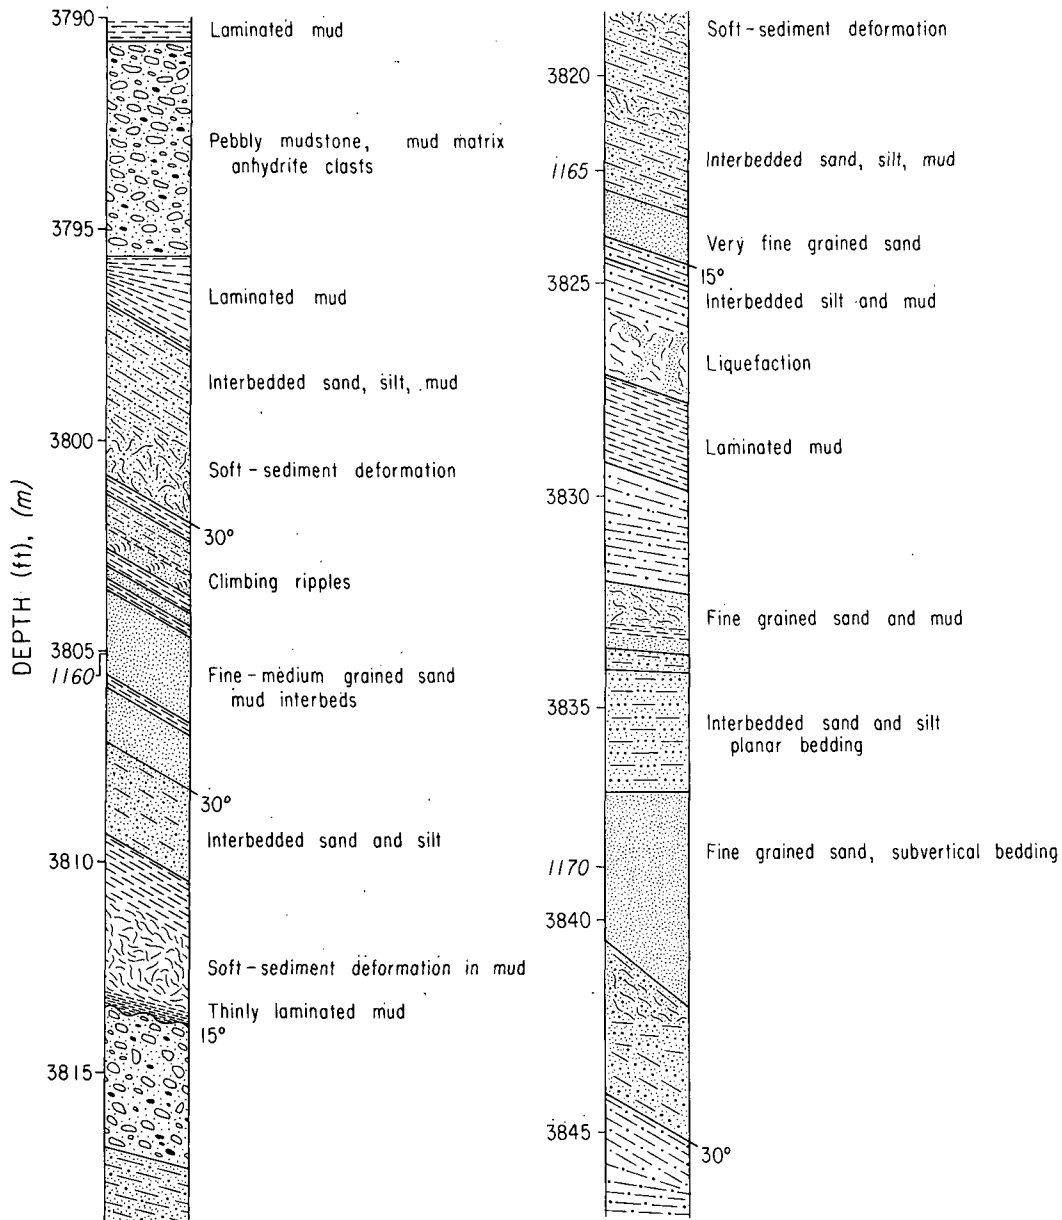 DEPTH (ft), (m)
3790
Laminated mud
Pebbly mudstone, mud matrix
anhydrite clasts
3795
Laminated mud
Interbedded sand, silt, mud
3800
Soft-sediment deformation
30°
Climbing ripples
3805
1160
Fine-medium grained sand
mud interbeds
30°
Interbedded sand and silt
3810
Soft-sediment deformation in mud
Thinly laminated mud
15°
3815
Soft-sediment deformation
3820
Interbedded sand, silt, mud
1165
Very fine grained sand
15°
3825
Interbedded silt and mud
Liquefaction
Laminated mud
3830
Fine grained sand and mud
3835
Interbedded sand and silt
planar bedding
Fine grained sand, subvertical bedding
1170
3840
3845
30°